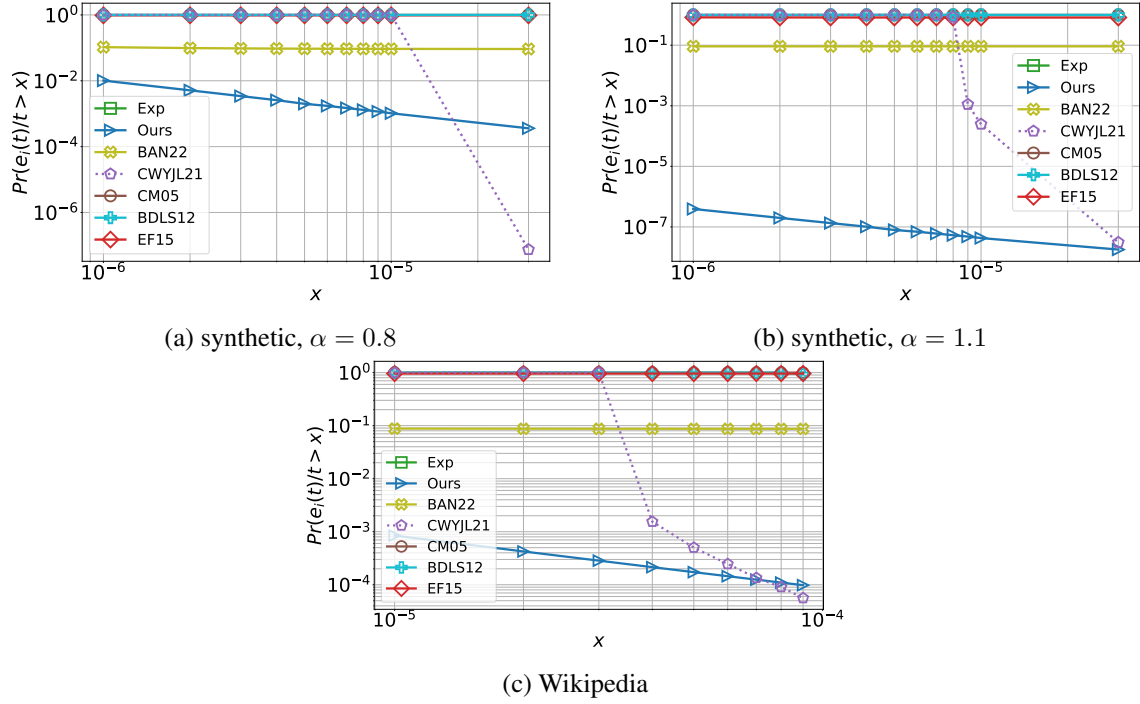 Pr(e_i(t)/t > x)
10^0
10^{-2}
10^{-4}
10^{-6}
Exp
Ours
BAN22
CWYJL21
CM05
BDLS12
EF15
10^{-6}
10^{-5}
x
(a) synthetic, α = 0.8
Pr(e_i(t)/t > x)
10^{-1}
10^{-3}
10^{-5}
10^{-7}
Exp
Ours
BAN22
CWYJL21
CM05
BDLS12
EF15
10^{-6}
10^{-5}
x
(b) synthetic, α = 1.1
Pr(e_i(t)/t > x)
10^0
10^{-1}
10^{-2}
10^{-3}
10^{-4}
Exp
Ours
BAN22
CWYJL21
CM05
BDLS12
EF15
10^{-5}
10^{-4}
x
(c) Wikipedia